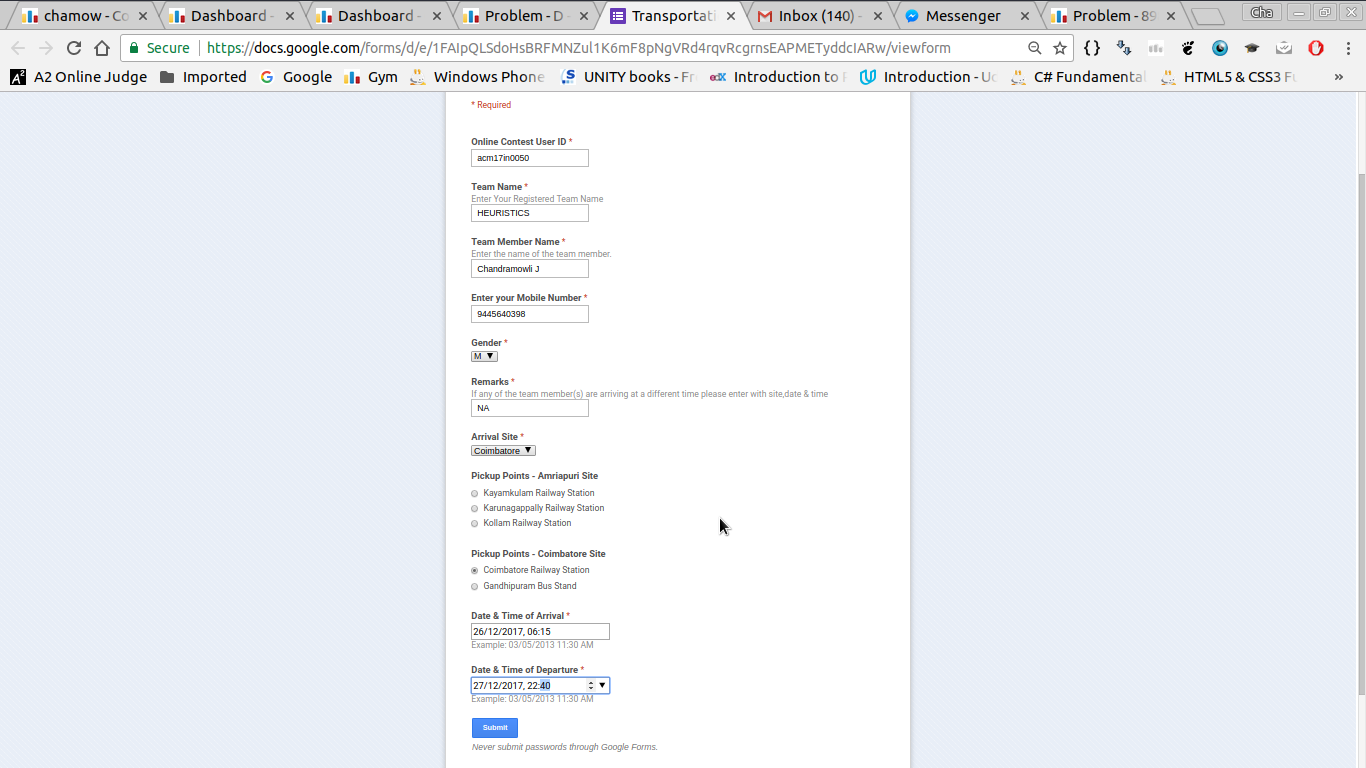 chamow - Co
Dashboard -
Dashboard -
Problem - D
Transportati
Inbox (140) -
Messenger
Problem - 89
Cha
Secure
https://docs.google.com/forms/d/e/1FAIpQLSdoHsBRFMNZul1K6mF8pNgVRd4rqvRcgrnsEAPMETyddcIARw/viewform
A2 Online Judge
Imported
Google
Gym
Windows Phone
UNITY books - Fr
Introduction to
Introduction - Ud
C# Fundamenta
HTML5 & CSS3 Fu
»
* Required
Online Contest User ID *
acm17in0050
Team Name *
Enter Your Registered Team Name
HEURISTICS
Team Member Name *
Enter the name of the team member.
Chandramowli J
Enter your Mobile Number *
9445640398
Gender *
M
Remarks *
If any of the team member(s) are arriving at a different time please enter with site,date & time
NA
Arrival Site *
Coimbatore
Pickup Points - Amriapuri Site
Kayamkulam Railway Station
Karunagappally Railway Station
Kollam Railway Station
Pickup Points - Coimbatore Site
Coimbatore Railway Station
Gandhipuram Bus Stand
Date & Time of Arrival *
26/12/2017, 06:15
Example: 03/05/2013 11:30 AM
Date & Time of Departure *
27/12/2017, 22:40
Example: 03/05/2013 11:30 AM
Submit
Never submit passwords through Google Forms.